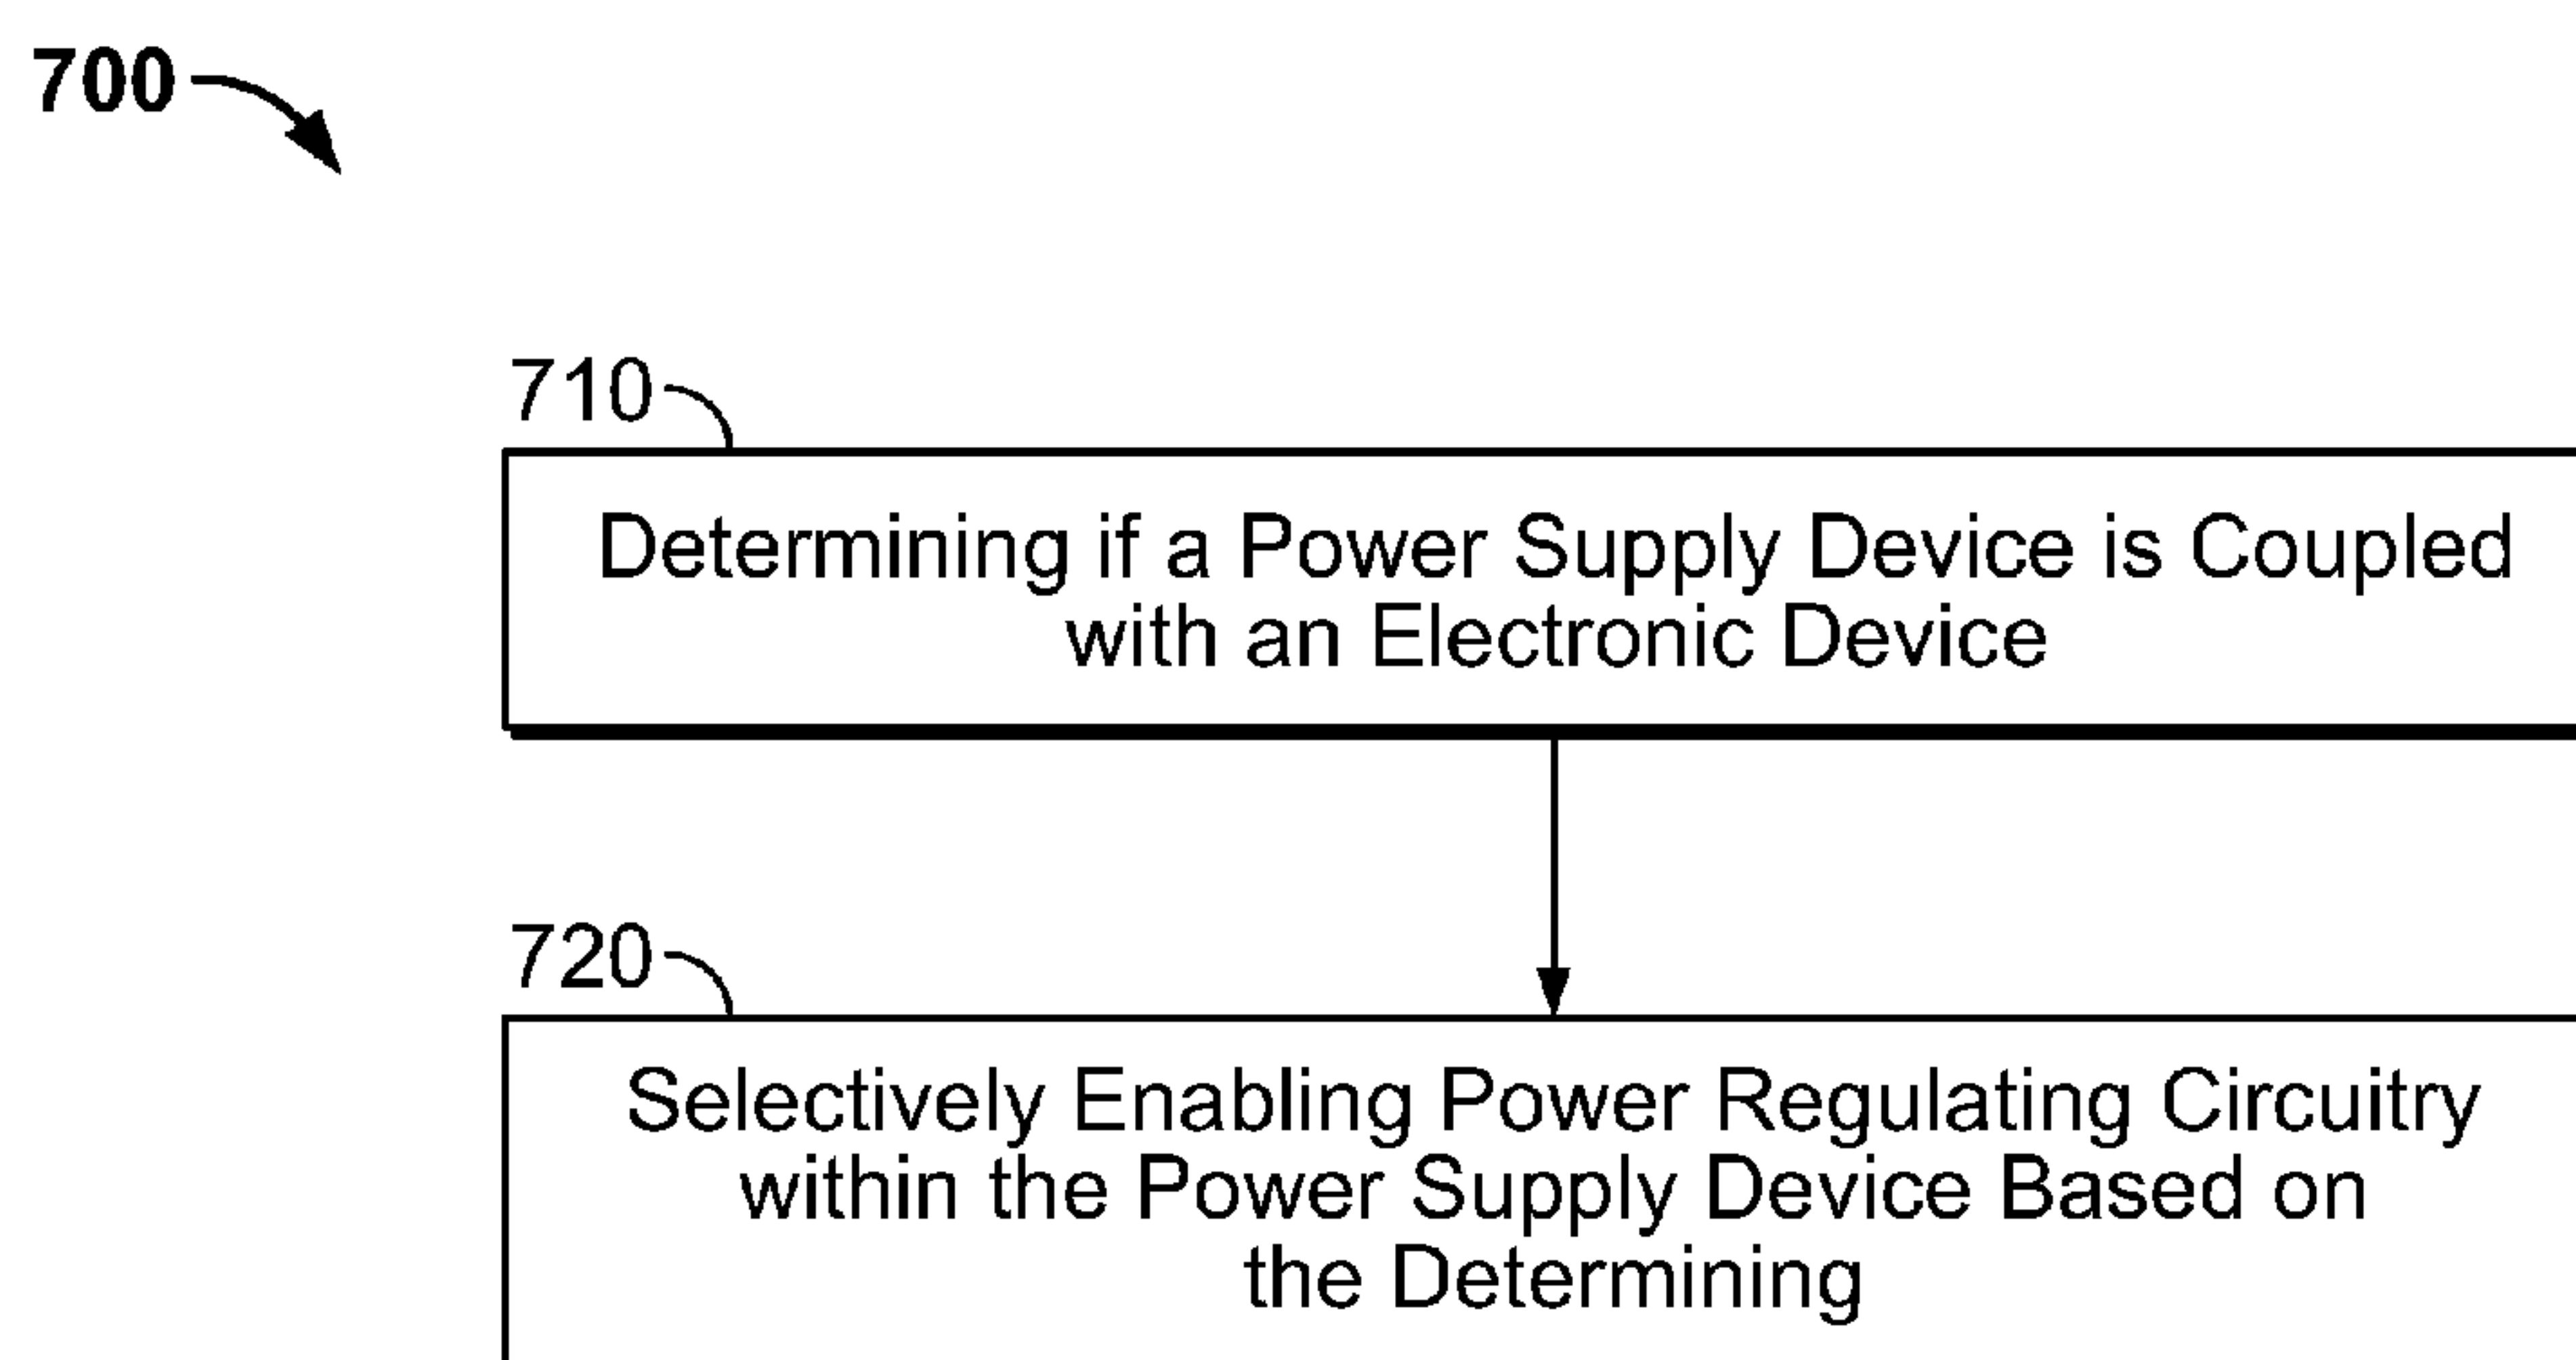 700
710
Determining if a Power Supply Device is Coupled
with an Electronic Device
720
Selectively Enabling Power Regulating Circuitry
within the Power Supply Device Based on
the Determining